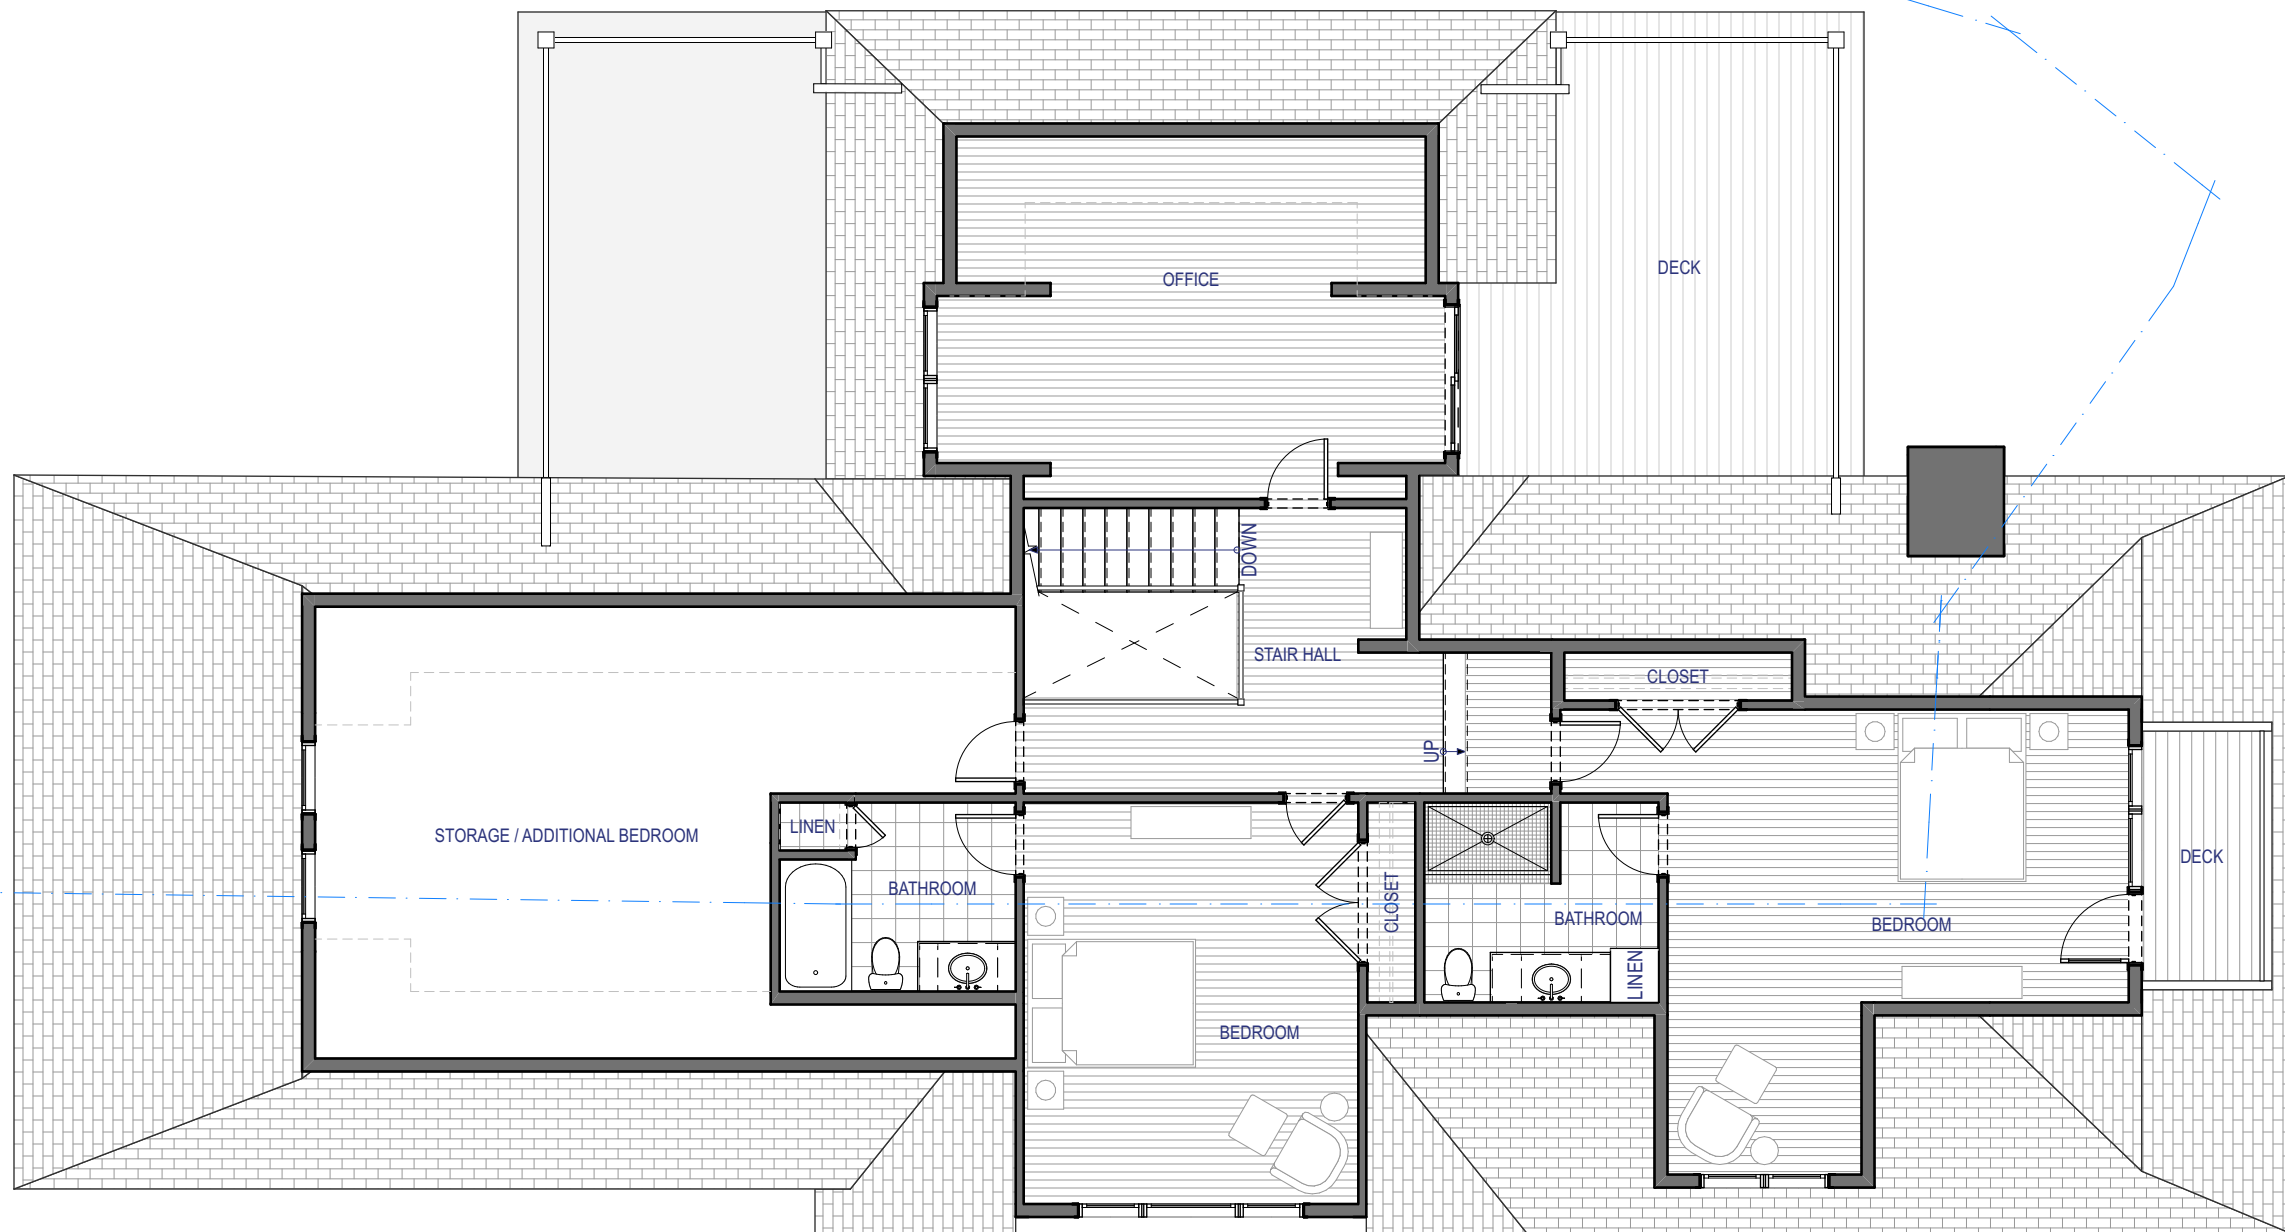 OFFICE
DECK
DOWN
STAIR HALL
CLOSET
UP
STORAGE / ADDITIONAL BEDROOM
LINEN
BATHROOM
CLOSET
BATHROOM
LINEN
BEDROOM
DECK
BEDROOM